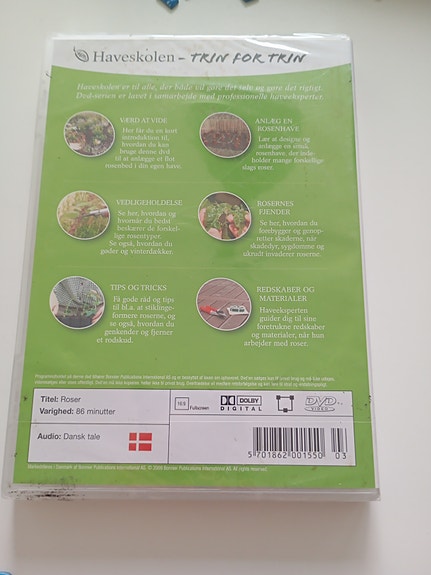 Haveskolen – TRIN FOR TRIN
Haveskolen er til alle, der både vil gøre det selv og gøre det rigtigt.
Dvd-serien er lavet i samarbejde med professionelle haveeksperter.
VÆRD AT VIDE
Her får du en kort
introduktion til,
hvordan du kan
bruge denne dvd
til at anlægge et flot
rosenbed i din egen have.
ANLÆG EN
ROSENHAVE
Lær at designe og
anlægge en smuk
rosenhave, der inde-
holder mange forskellige
slags roser.
VEDLIGEHOLDELSE
Se her, hvordan og
hvornår du bedst
beskærer de forskel-
lige rosentyper.
Se også, hvordan du
gøder og vinterdækker.
ROSERNES
FJENDER
Se her, hvordan du
forebygger og genop-
retter skaderne, når
skadedyr, sygdomme og
ukrudt invaderer roserne.
TIPS OG TRICKS
Få gode råd og tips
til bl.a. at stiklinge-
formere roserne, og
se også, hvordan du
genkender og fjerner
et rodskud.
REDSKABER OG
MATERIALER
Haveeksperten
guider dig til sine
foretrukne redskaber
og materialer, når hun
arbejder med roser.
Titel: Roser
Varighed: 86 minutter
Audio: Dansk tale
16:9
Fullscreen
DOLBY
DIGITAL
DVD
VIDEO
5 701862 001550 03